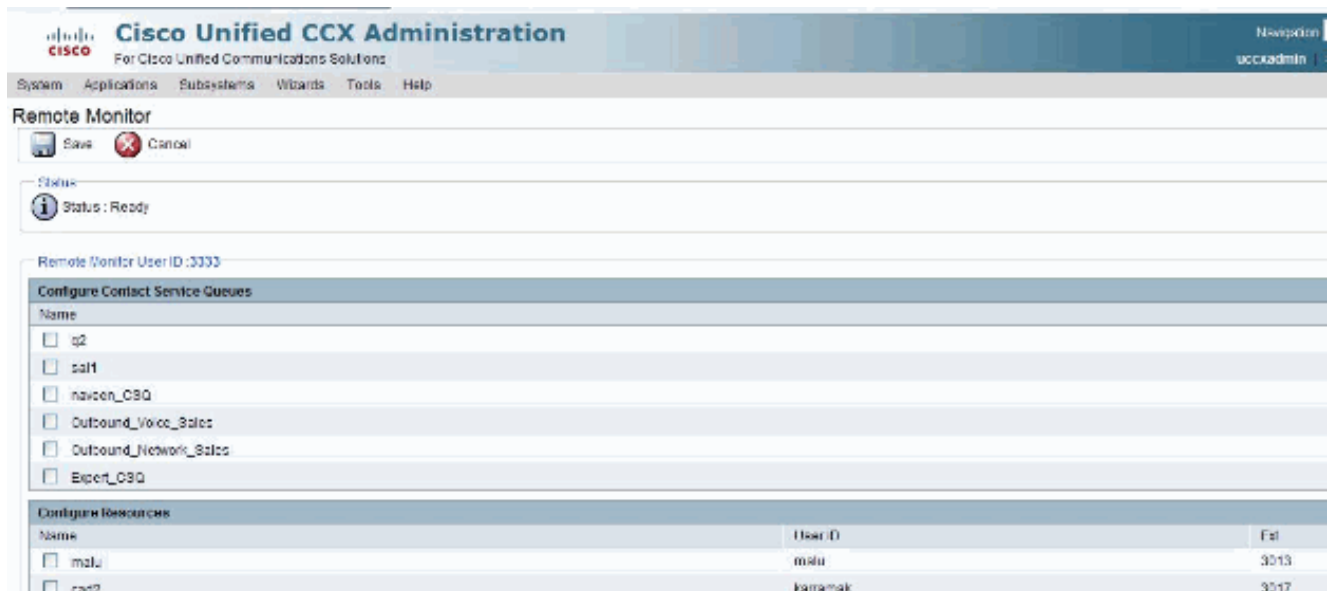 cisco
Cisco Unified CCX Administration
For Cisco Unified Communications Solutions
Navigation
uccxadmin
System Applications Subsystems Wizards Tools Help
Remote Monitor
Save Cancel
Status
Status : Ready
Remote Monitor User ID :3333
Configure Contact Service Queues
Name
q2
sal1
naveen_CSQ
Outbound_Voice_Sales
Outbound_Network_Sales
Expert_CSQ
Configure Resources
Name User ID Ext
malu malu 3013
karramak 3017